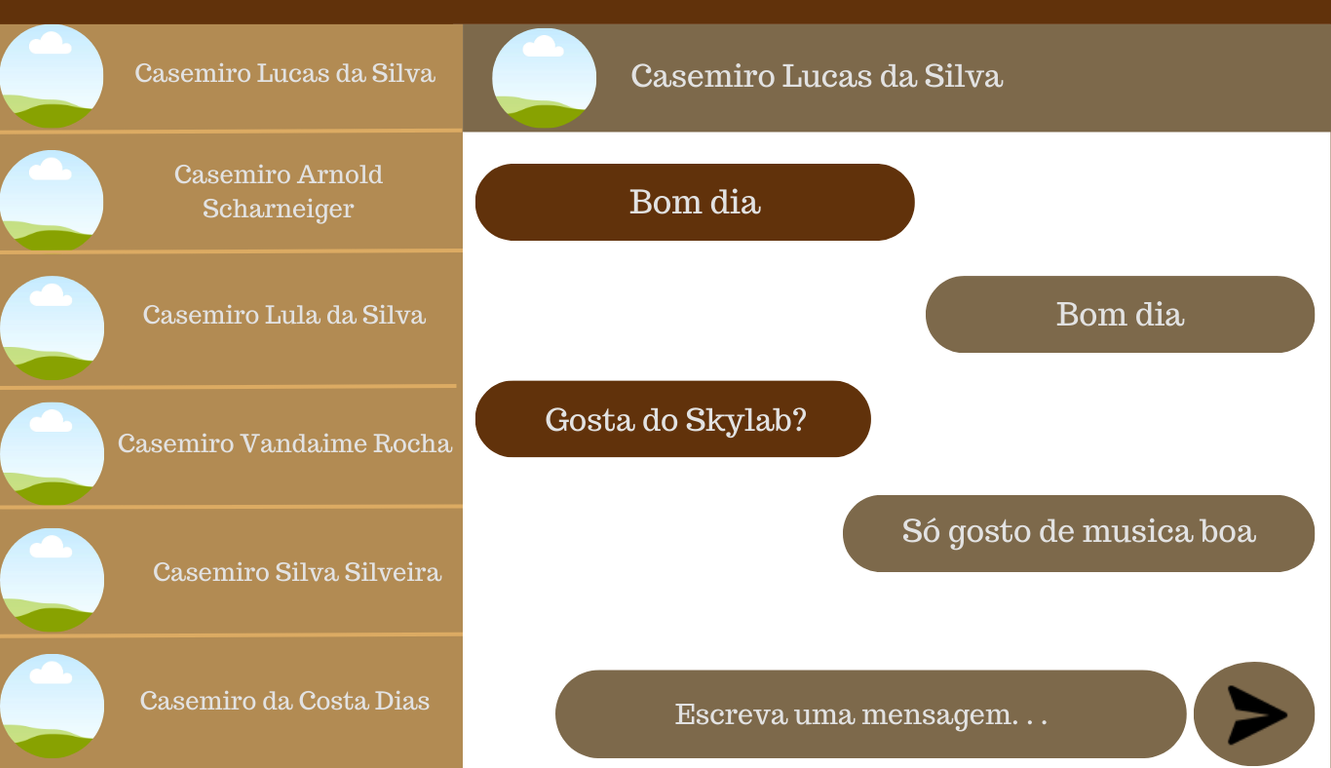 Casemiro Lucas da Silva
Casemiro Arnold
Scharneiger
Casemiro Lula da Silva
Casemiro Vandaime Rocha
Casemiro Silva Silveira
Casemiro da Costa Dias
Casemiro Lucas da Silva
Bom dia
Bom dia
Gosta do Skylab?
Só gosto de musica boa
Escreva uma mensagem. . .